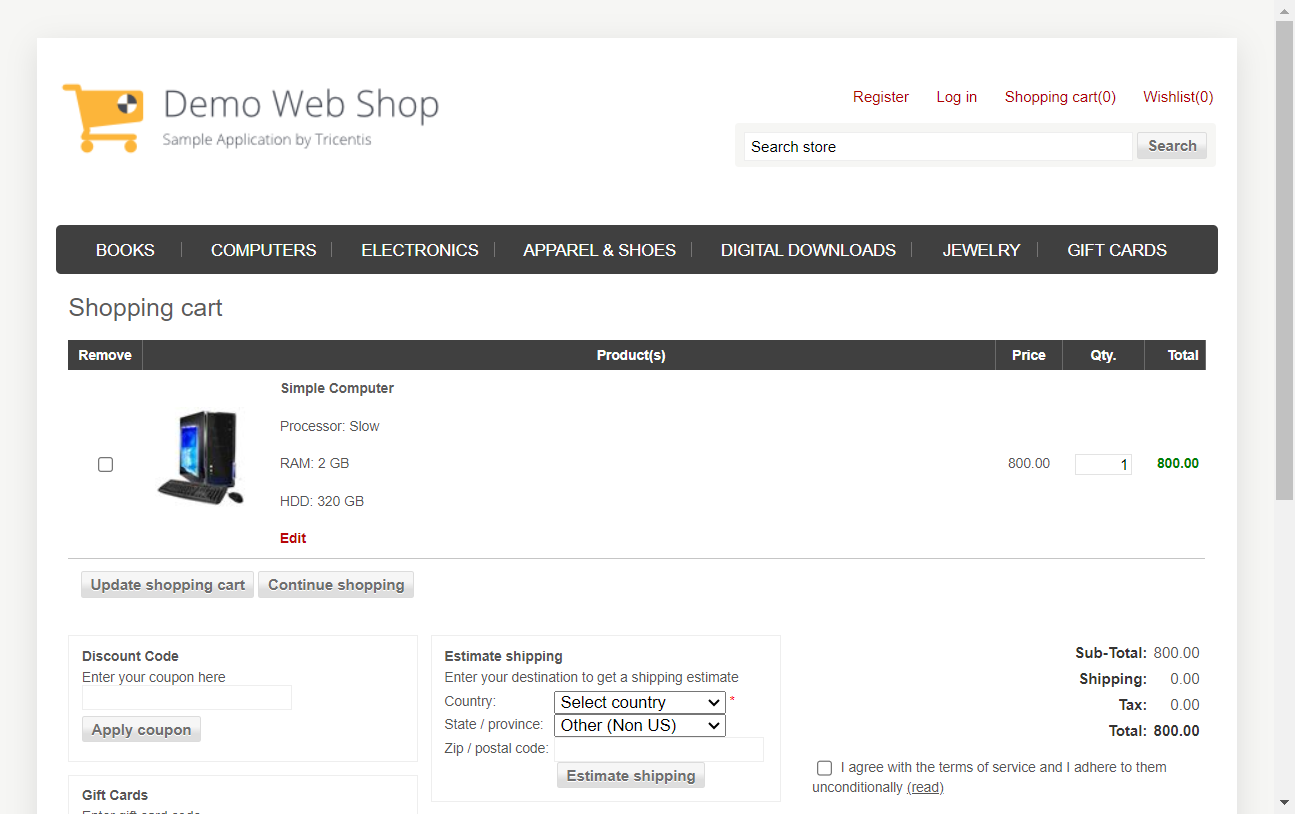 Demo Web Shop
Sample Application by Tricentis
Register Log in Shopping cart(0) Wishlist(0)
Search store Search
BOOKS COMPUTERS ELECTRONICS APPAREL & SHOES DIGITAL DOWNLOADS JEWELRY GIFT CARDS
Shopping cart
Remove Product(s) Price Qty. Total
Simple Computer
Processor: Slow
RAM: 2 GB
800.00 1 800.00
HDD: 320 GB
Edit
Update shopping cart Continue shopping
Discount Code
Enter your coupon here
Apply coupon
Gift Cards
Enter gift card code
Estimate shipping
Enter your destination to get a shipping estimate
Country: Select country *
State / province: Other (Non US)
Zip / postal code:
Estimate shipping
Sub-Total: 800.00
Shipping: 0.00
Tax: 0.00
Total: 800.00
I agree with the terms of service and I adhere to them
unconditionally (read)